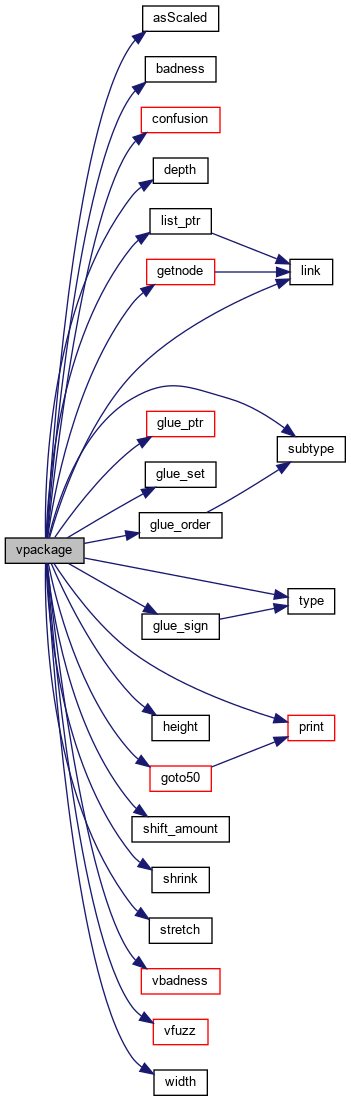 asScaled
badness
confusion
depth
list_ptr
getnode
link
glue_ptr
subtype
glue_set
glue_order
vpackage
type
glue_sign
height
print
goto50
shift_amount
shrink
stretch
vbadness
vfuzz
width